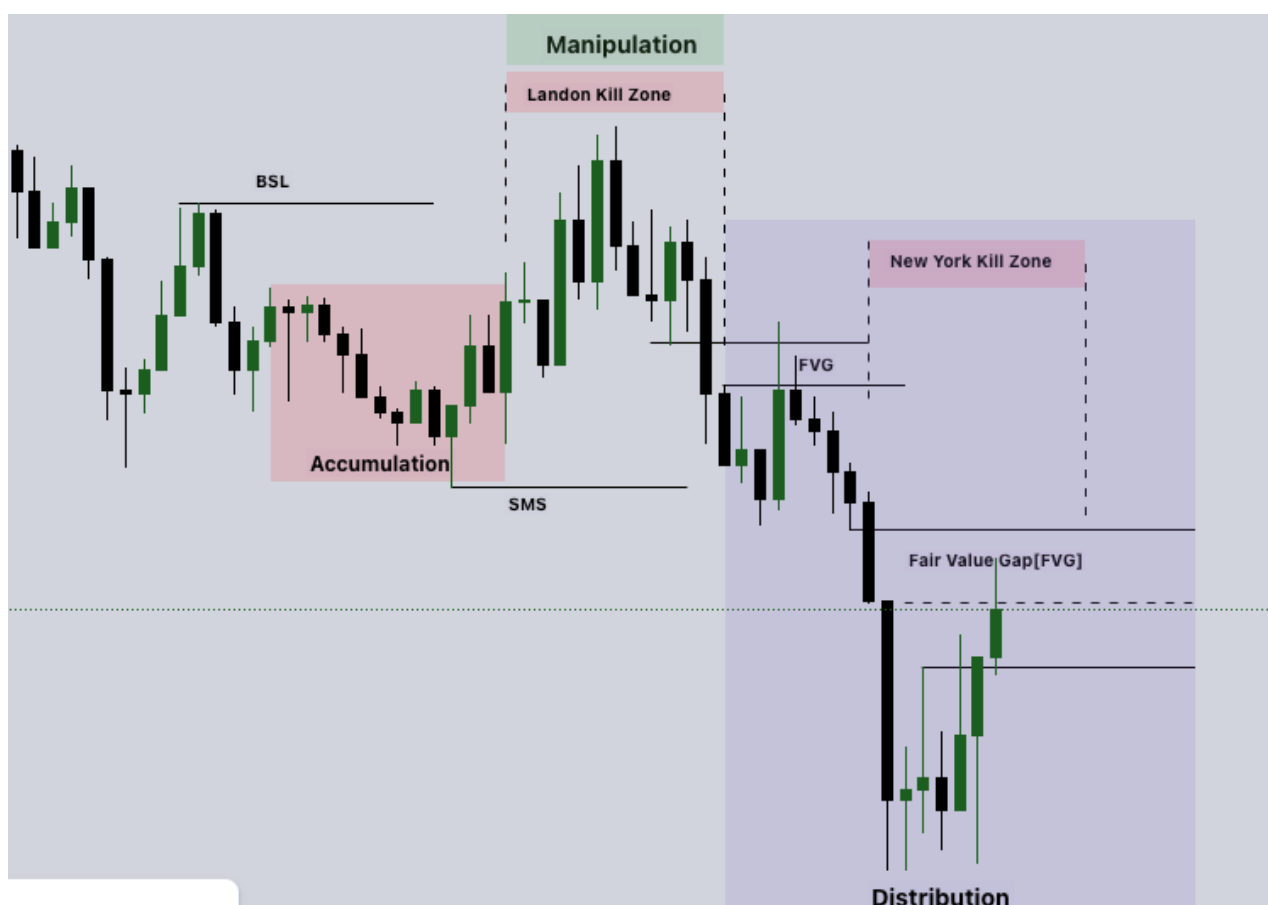 Manipulation
Landon Kill Zone
BSL
New York Kill Zone
FVG
Accumulation
SMS
Fair Value Gap[FVG]
Distribution